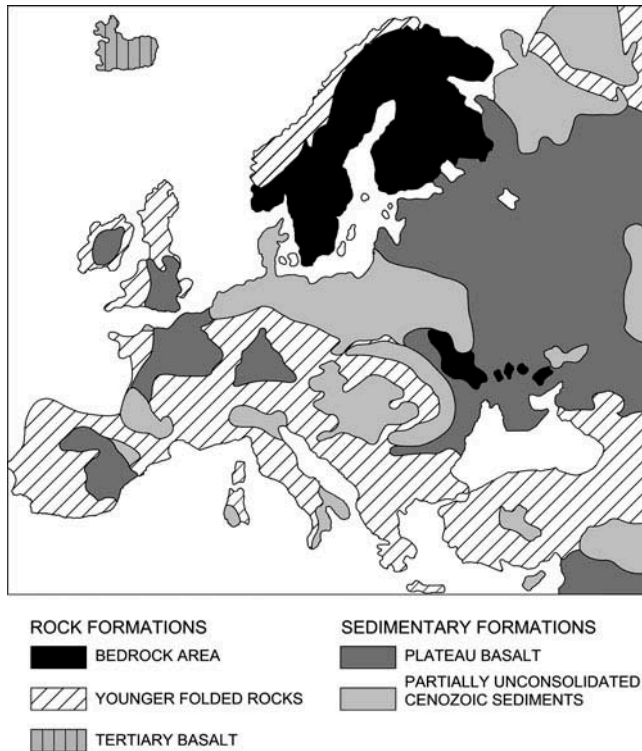 ROCK FORMATIONS
BEDROCK AREA
YOUNGER FOLDED ROCKS
TERTIARY BASALT
SEDIMENTARY FORMATIONS
PLATEAU BASALT
PARTIALLY UNCONSOLIDATED
CENOZOIC SEDIMENTS